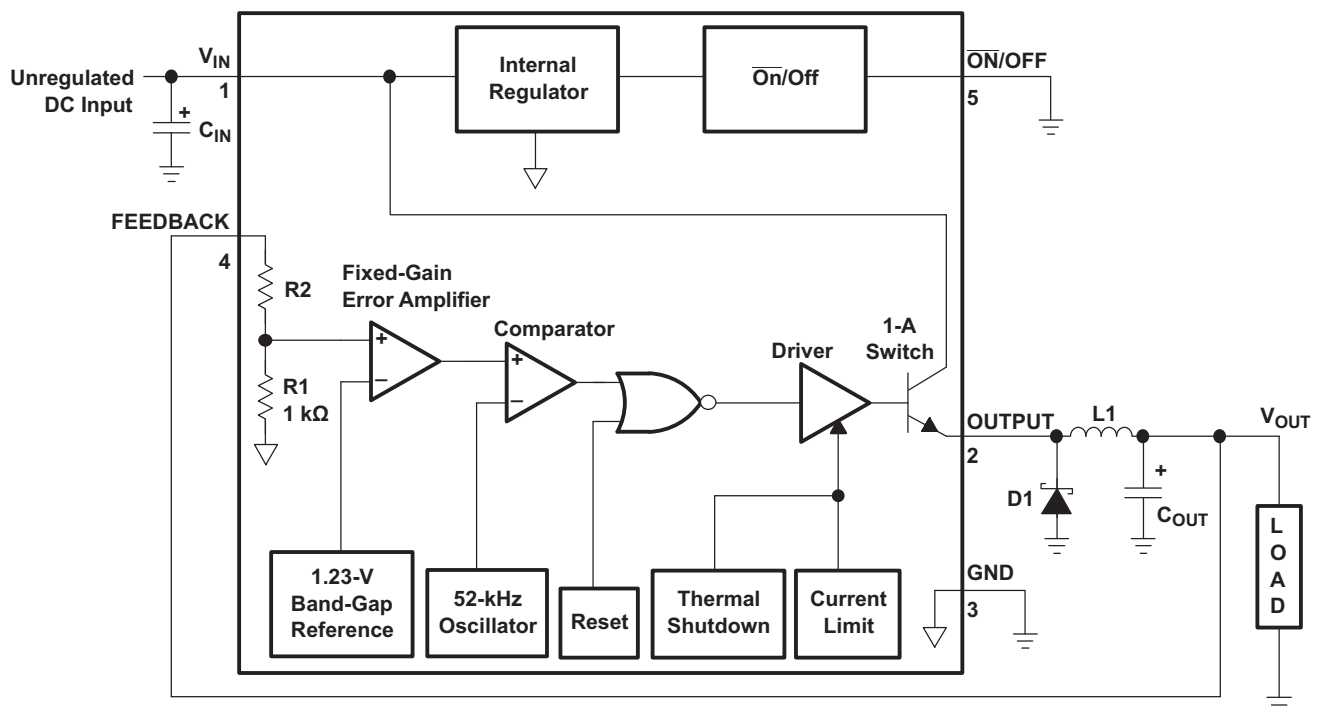 V_IN
1
Unregulated
DC Input
+
C_IN
Internal
Regulator
O̅n̅/Off
O̅N̅/OFF
5
FEEDBACK
4
R2
R1
1 kΩ
Fixed-Gain
Error Amplifier
+
–
Comparator
+
–
Driver
1-A
Switch
OUTPUT
2
L1
V_OUT
D1
+
C_OUT
L
O
A
D
1.23-V
Band-Gap
Reference
52-kHz
Oscillator
Reset
Thermal
Shutdown
Current
Limit
GND
3